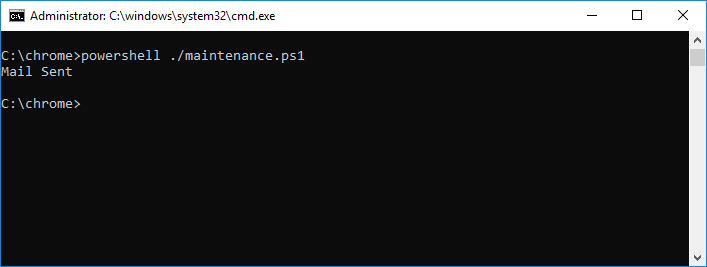 Administrator: C:\windows\system32\cmd.exe
C:\chrome>powershell ./maintenance.ps1
Mail Sent
C:\chrome>